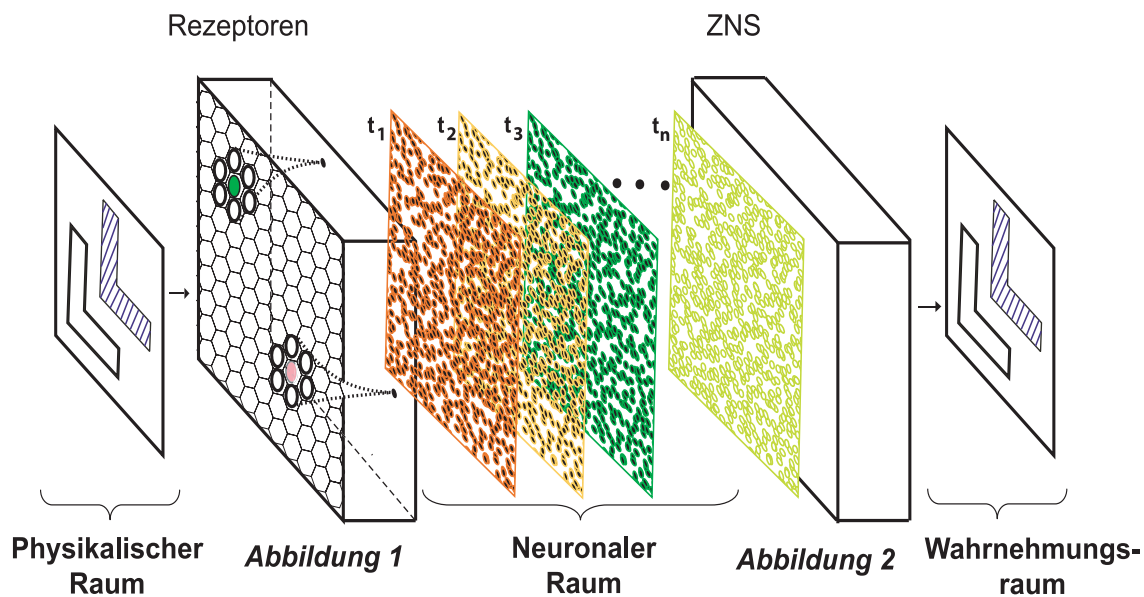 Rezeptoren
ZNS
t1
t2
t3
tn
Physikalischer
Raum
Abbildung 1
Neuronaler
Raum
Abbildung 2
Wahrnehmungs-
raum